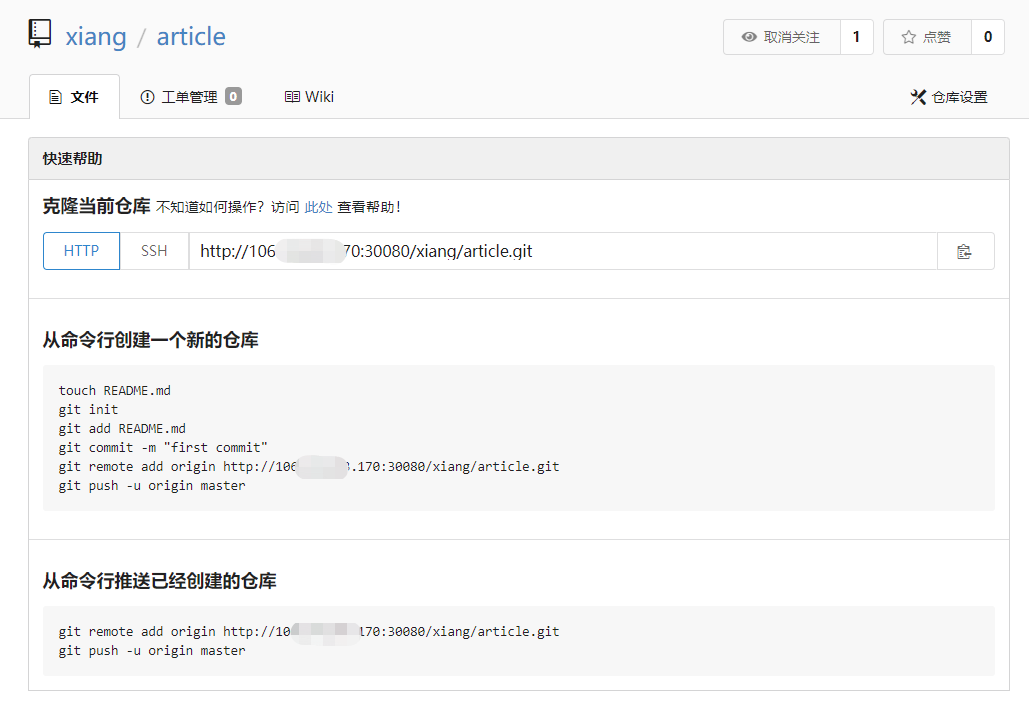 xiang / article
取消关注 1
点赞 0
文件
工单管理 0
Wiki
仓库设置
快速帮助
克隆当前仓库 不知道如何操作？访问 此处 查看帮助！
HTTP SSH http://106 70:30080/xiang/article.git
从命令行创建一个新的仓库
touch README.md
git init
git add README.md
git commit -m "first commit"
git remote add origin http://106 .170:30080/xiang/article.git
git push -u origin master
从命令行推送已经创建的仓库
git remote add origin http://10 170:30080/xiang/article.git
git push -u origin master